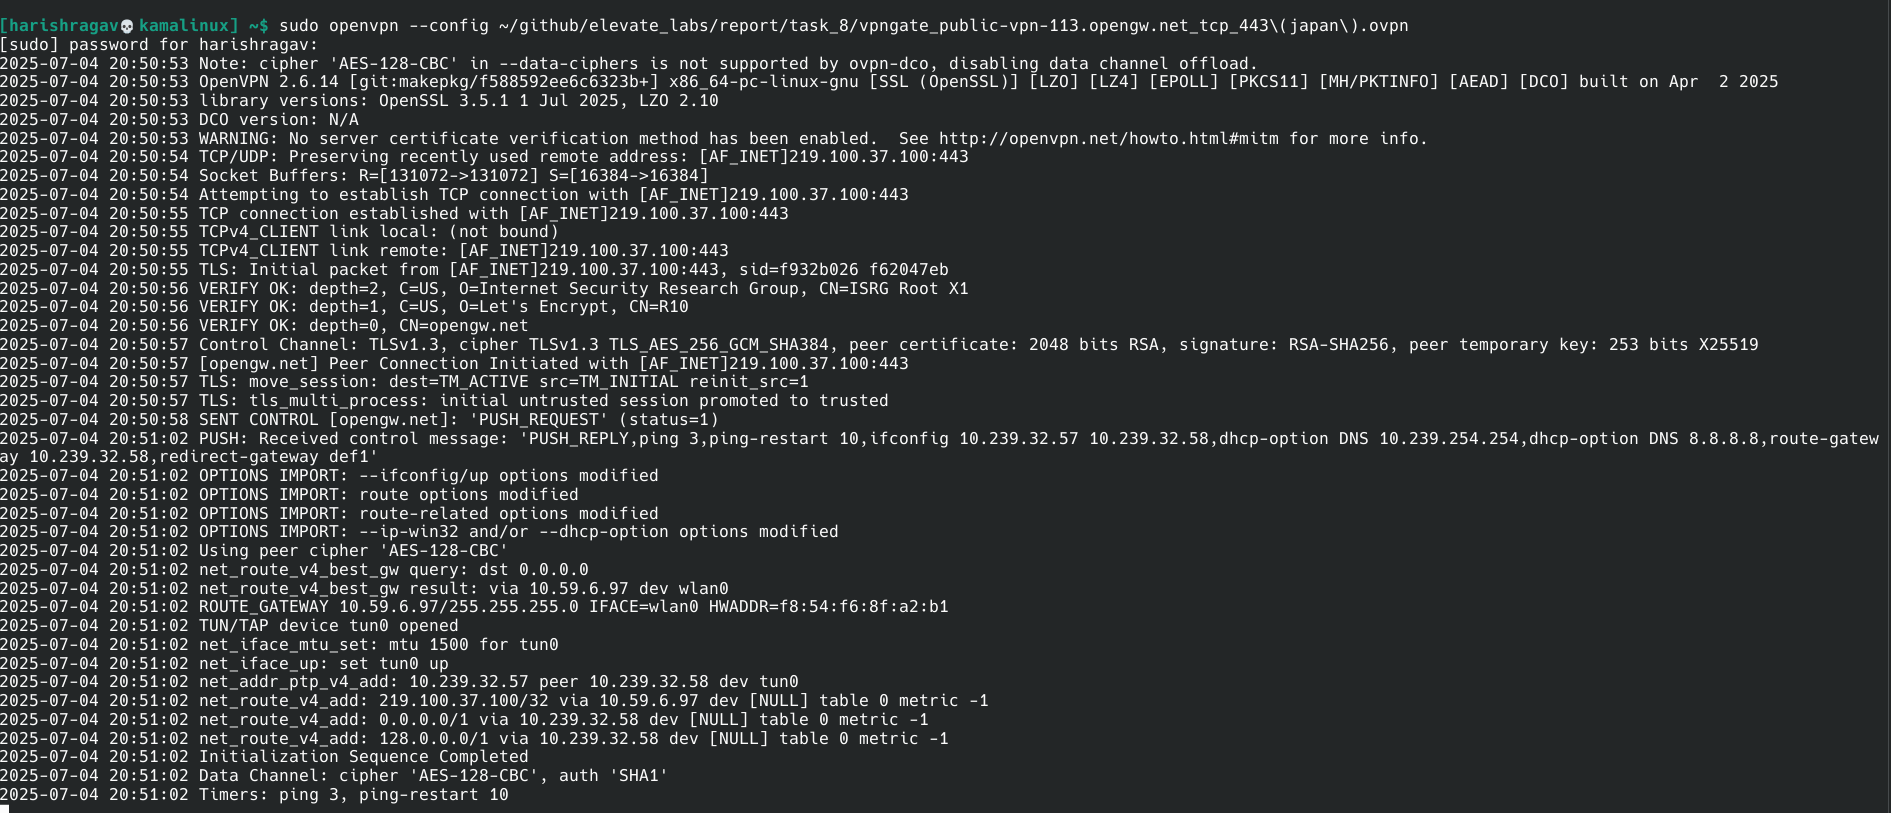 [harishragav💀kamalinux] ~$ sudo openvpn --config ~/github/elevate_labs/report/task_8/vpngate_public-vpn-113.opengw.net_tcp_443\(japan\).ovpn
[sudo] password for harishragav:
2025-07-04 20:50:53 Note: cipher 'AES-128-CBC' in --data-ciphers is not supported by ovpn-dco, disabling data channel offload.
2025-07-04 20:50:53 OpenVPN 2.6.14 [git:makepkg/f588592ee6c6323b+] x86_64-pc-linux-gnu [SSL (OpenSSL)] [LZO] [LZ4] [EPOLL] [PKCS11] [MH/PKTINFO] [AEAD] [DCO] built on Apr  2 2025
2025-07-04 20:50:53 library versions: OpenSSL 3.5.1 1 Jul 2025, LZO 2.10
2025-07-04 20:50:53 DCO version: N/A
2025-07-04 20:50:53 WARNING: No server certificate verification method has been enabled.  See http://openvpn.net/howto.html#mitm for more info.
2025-07-04 20:50:54 TCP/UDP: Preserving recently used remote address: [AF_INET]219.100.37.100:443
2025-07-04 20:50:54 Socket Buffers: R=[131072->131072] S=[16384->16384]
2025-07-04 20:50:54 Attempting to establish TCP connection with [AF_INET]219.100.37.100:443
2025-07-04 20:50:55 TCP connection established with [AF_INET]219.100.37.100:443
2025-07-04 20:50:55 TCPv4_CLIENT link local: (not bound)
2025-07-04 20:50:55 TCPv4_CLIENT link remote: [AF_INET]219.100.37.100:443
2025-07-04 20:50:55 TLS: Initial packet from [AF_INET]219.100.37.100:443, sid=f932b026 f62047eb
2025-07-04 20:50:56 VERIFY OK: depth=2, C=US, O=Internet Security Research Group, CN=ISRG Root X1
2025-07-04 20:50:56 VERIFY OK: depth=1, C=US, O=Let's Encrypt, CN=R10
2025-07-04 20:50:56 VERIFY OK: depth=0, CN=opengw.net
2025-07-04 20:50:57 Control Channel: TLSv1.3, cipher TLSv1.3 TLS_AES_256_GCM_SHA384, peer certificate: 2048 bits RSA, signature: RSA-SHA256, peer temporary key: 253 bits X25519
2025-07-04 20:50:57 [opengw.net] Peer Connection Initiated with [AF_INET]219.100.37.100:443
2025-07-04 20:50:57 TLS: move_session: dest=TM_ACTIVE src=TM_INITIAL reinit_src=1
2025-07-04 20:50:57 TLS: tls_multi_process: initial untrusted session promoted to trusted
2025-07-04 20:50:58 SENT CONTROL [opengw.net]: 'PUSH_REQUEST' (status=1)
2025-07-04 20:51:02 PUSH: Received control message: 'PUSH_REPLY,ping 3,ping-restart 10,ifconfig 10.239.32.57 10.239.32.58,dhcp-option DNS 10.239.254.254,dhcp-option DNS 8.8.8.8,route-gatew
ay 10.239.32.58,redirect-gateway def1'
2025-07-04 20:51:02 OPTIONS IMPORT: --ifconfig/up options modified
2025-07-04 20:51:02 OPTIONS IMPORT: route options modified
2025-07-04 20:51:02 OPTIONS IMPORT: route-related options modified
2025-07-04 20:51:02 OPTIONS IMPORT: --ip-win32 and/or --dhcp-option options modified
2025-07-04 20:51:02 Using peer cipher 'AES-128-CBC'
2025-07-04 20:51:02 net_route_v4_best_gw query: dst 0.0.0.0
2025-07-04 20:51:02 net_route_v4_best_gw result: via 10.59.6.97 dev wlan0
2025-07-04 20:51:02 ROUTE_GATEWAY 10.59.6.97/255.255.255.0 IFACE=wlan0 HWADDR=f8:54:f6:8f:a2:b1
2025-07-04 20:51:02 TUN/TAP device tun0 opened
2025-07-04 20:51:02 net_iface_mtu_set: mtu 1500 for tun0
2025-07-04 20:51:02 net_iface_up: set tun0 up
2025-07-04 20:51:02 net_addr_ptp_v4_add: 10.239.32.57 peer 10.239.32.58 dev tun0
2025-07-04 20:51:02 net_route_v4_add: 219.100.37.100/32 via 10.59.6.97 dev [NULL] table 0 metric -1
2025-07-04 20:51:02 net_route_v4_add: 0.0.0.0/1 via 10.239.32.58 dev [NULL] table 0 metric -1
2025-07-04 20:51:02 net_route_v4_add: 128.0.0.0/1 via 10.239.32.58 dev [NULL] table 0 metric -1
2025-07-04 20:51:02 Initialization Sequence Completed
2025-07-04 20:51:02 Data Channel: cipher 'AES-128-CBC', auth 'SHA1'
2025-07-04 20:51:02 Timers: ping 3, ping-restart 10